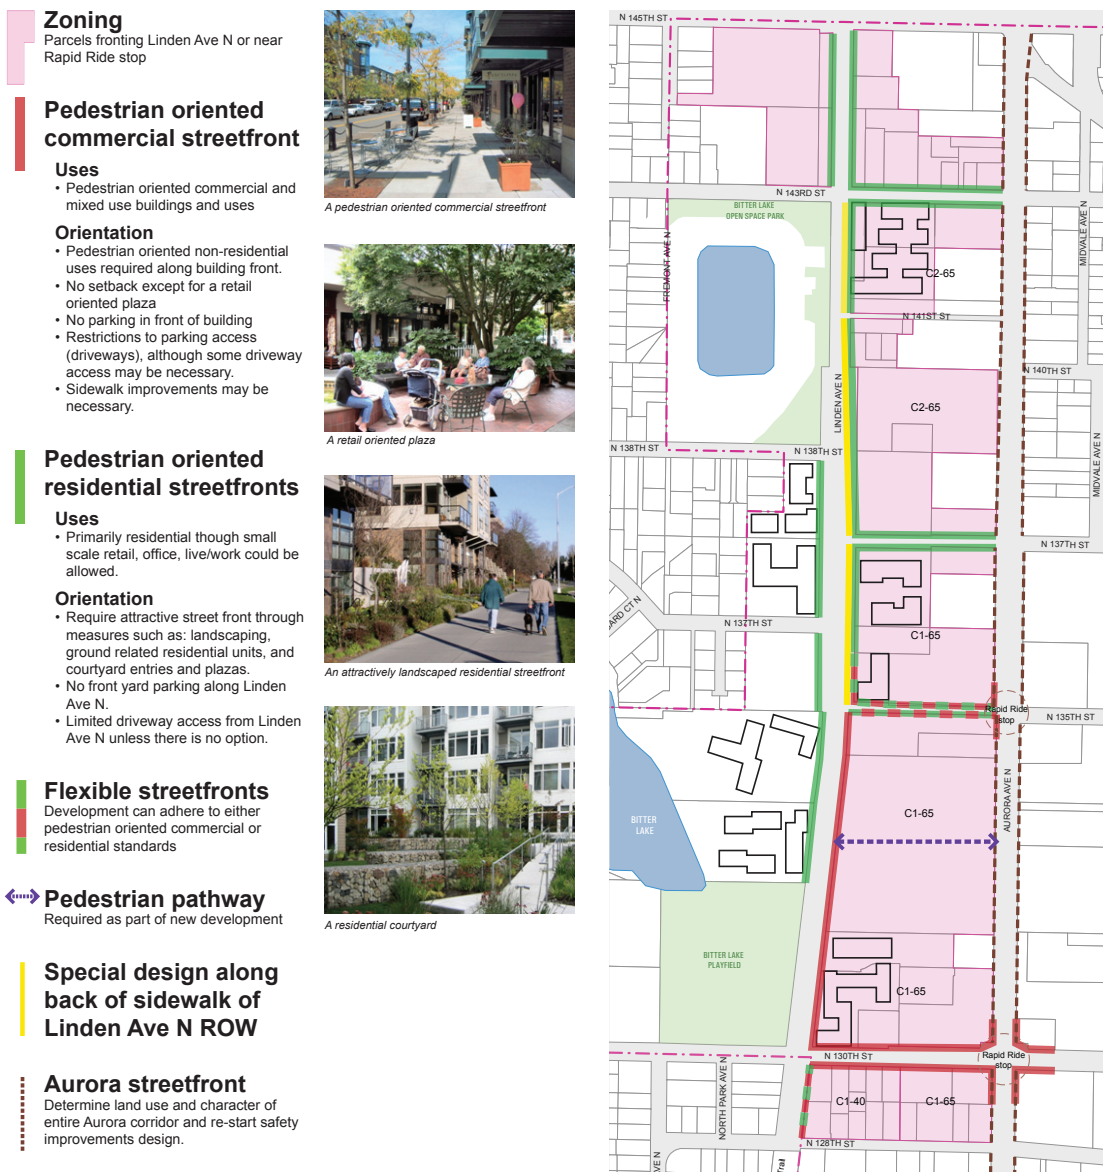 Zoning
Parcels fronting Linden Ave N or near
Rapid Ride stop
Pedestrian oriented
commercial streetfront
Uses
• Pedestrian oriented commercial and
mixed use buildings and uses
Orientation
• Pedestrian oriented non-residential
uses required along building front.
• No setback except for a retail
oriented plaza
• No parking in front of building
• Restrictions to parking access
(driveways), although some driveway
access may be necessary.
• Sidewalk improvements may be
necessary.
Pedestrian oriented
residential streetfronts
Uses
• Primarily residential though small
scale retail, office, live/work could be
allowed.
Orientation
• Require attractive street front through
measures such as: landscaping,
ground related residential units, and
courtyard entries and plazas.
• No front yard parking along Linden
Ave N.
• Limited driveway access from Linden
Ave N unless there is no option.
Flexible streetfronts
Development can adhere to either
pedestrian oriented commercial or
residential standards
Pedestrian pathway
Required as part of new development
Special design along
back of sidewalk of
Linden Ave N ROW
Aurora streetfront
Determine land use and character of
entire Aurora corridor and re-start safety
improvements design.
A pedestrian oriented commercial streetfront
A retail oriented plaza
An attractively landscaped residential streetfront
A residential courtyard
N 145TH ST
N 143RD ST
BITTER LAKE
OPEN SPACE PARK
FREMONT AVE N
MIDVALE AVE N
C2-65
N 141ST ST
N 140TH ST
LINDEN AVE N
C2-65
N 138TH ST
N 138TH ST
MIDVALE AVE N
N 137TH ST
ARD CT N
N 137TH ST
C1-65
Rapid Ride
stop
N 135TH ST
AURORA AVE N
C1-65
BITTER
LAKE
BITTER LAKE
PLAYFIELD
C1-65
N 130TH ST
Rapid Ride
stop
NORTH PARK AVE N
C1-40
C1-65
N 128TH ST
VE N
rail